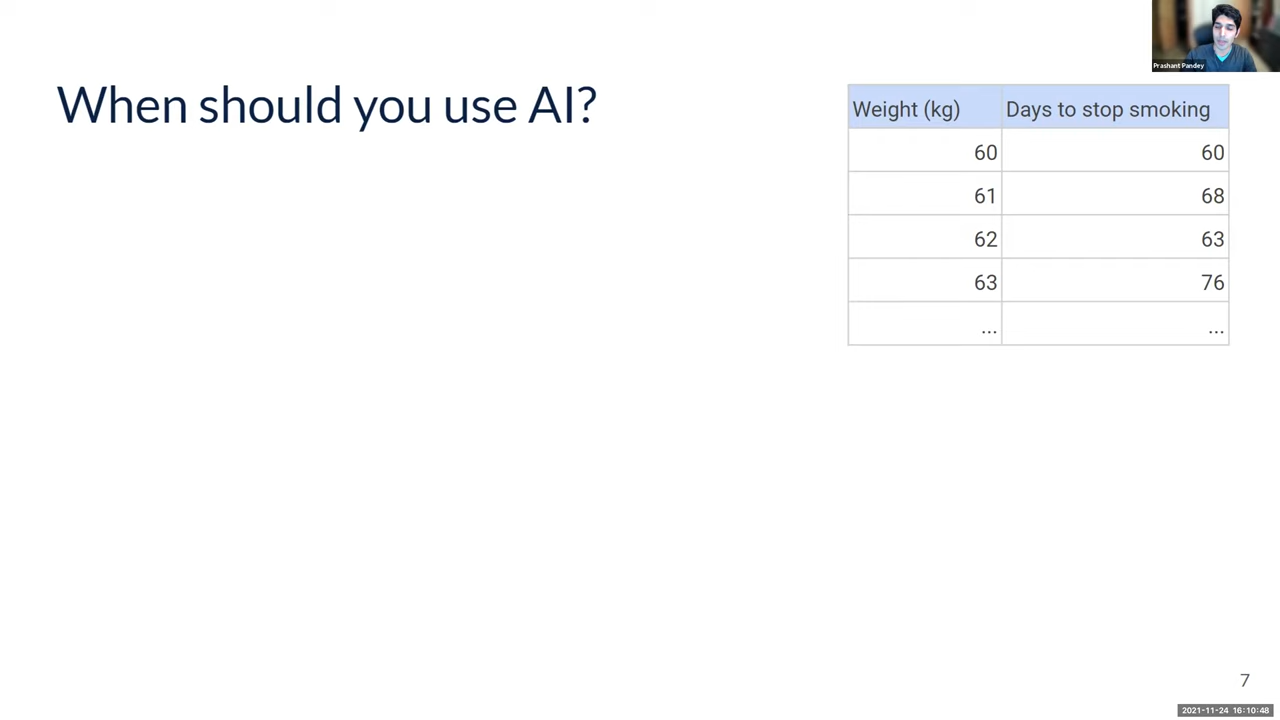 Prashant Pandey
When should you use AI?
Weight (kg) Days to stop smoking
60 60
61 68
62 63
63 76
... ...
7
2021-11-24 16:10:48